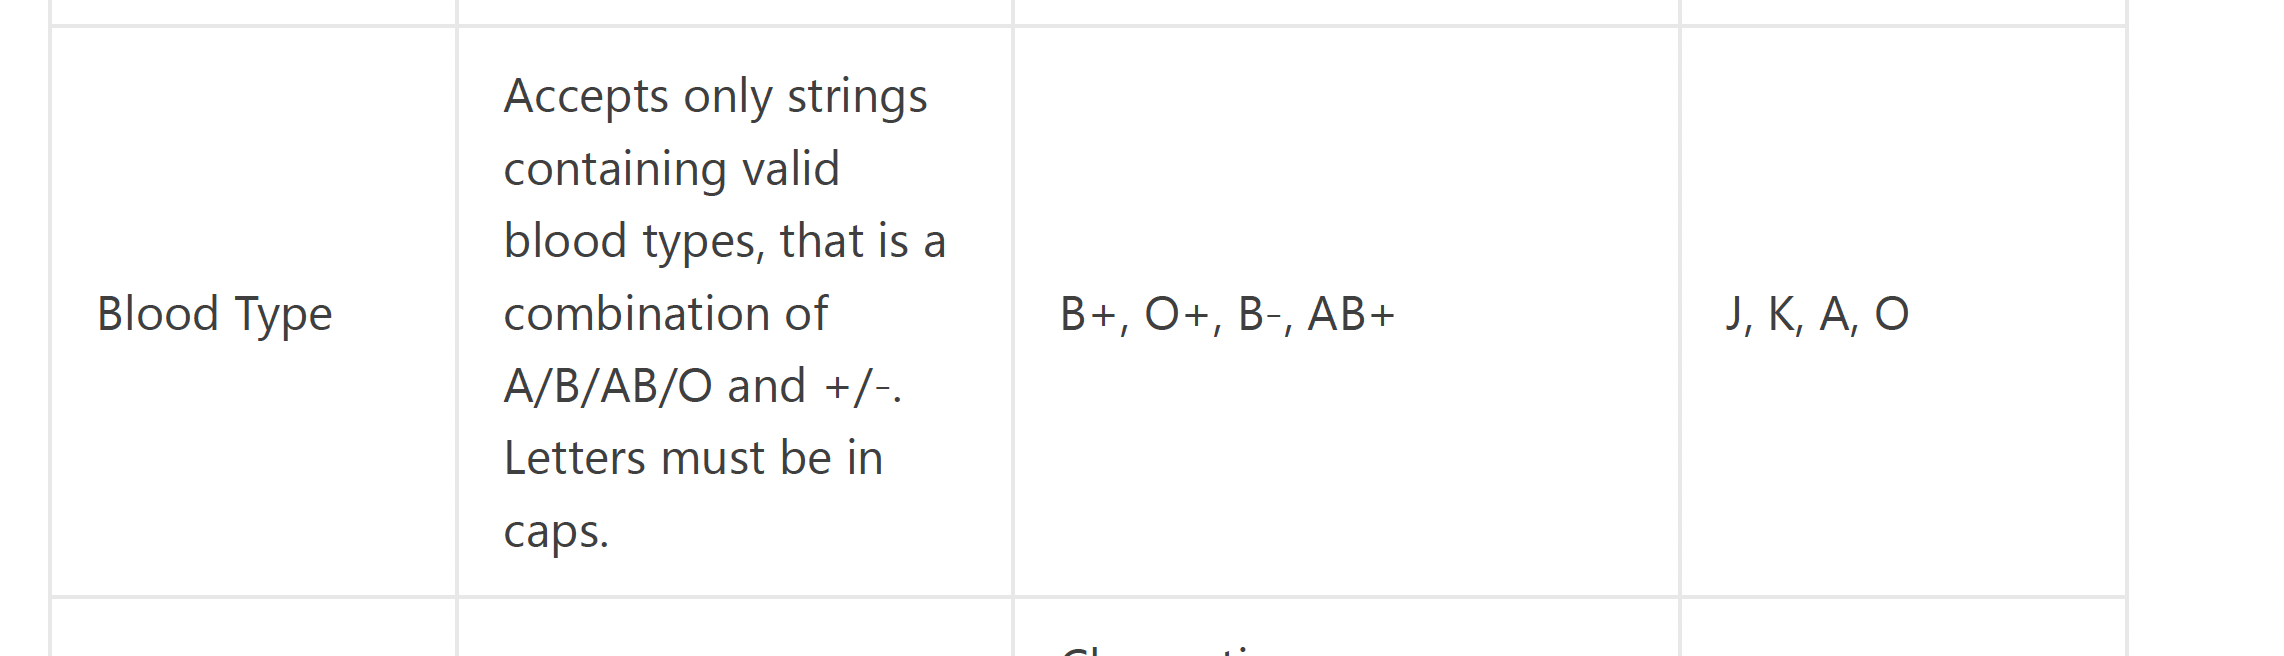 Blood Type
Accepts only strings
containing valid
blood types, that is a
combination of
A/B/AB/O and +/-.
Letters must be in
caps.
B+, O+, B-, AB+
J, K, A, O